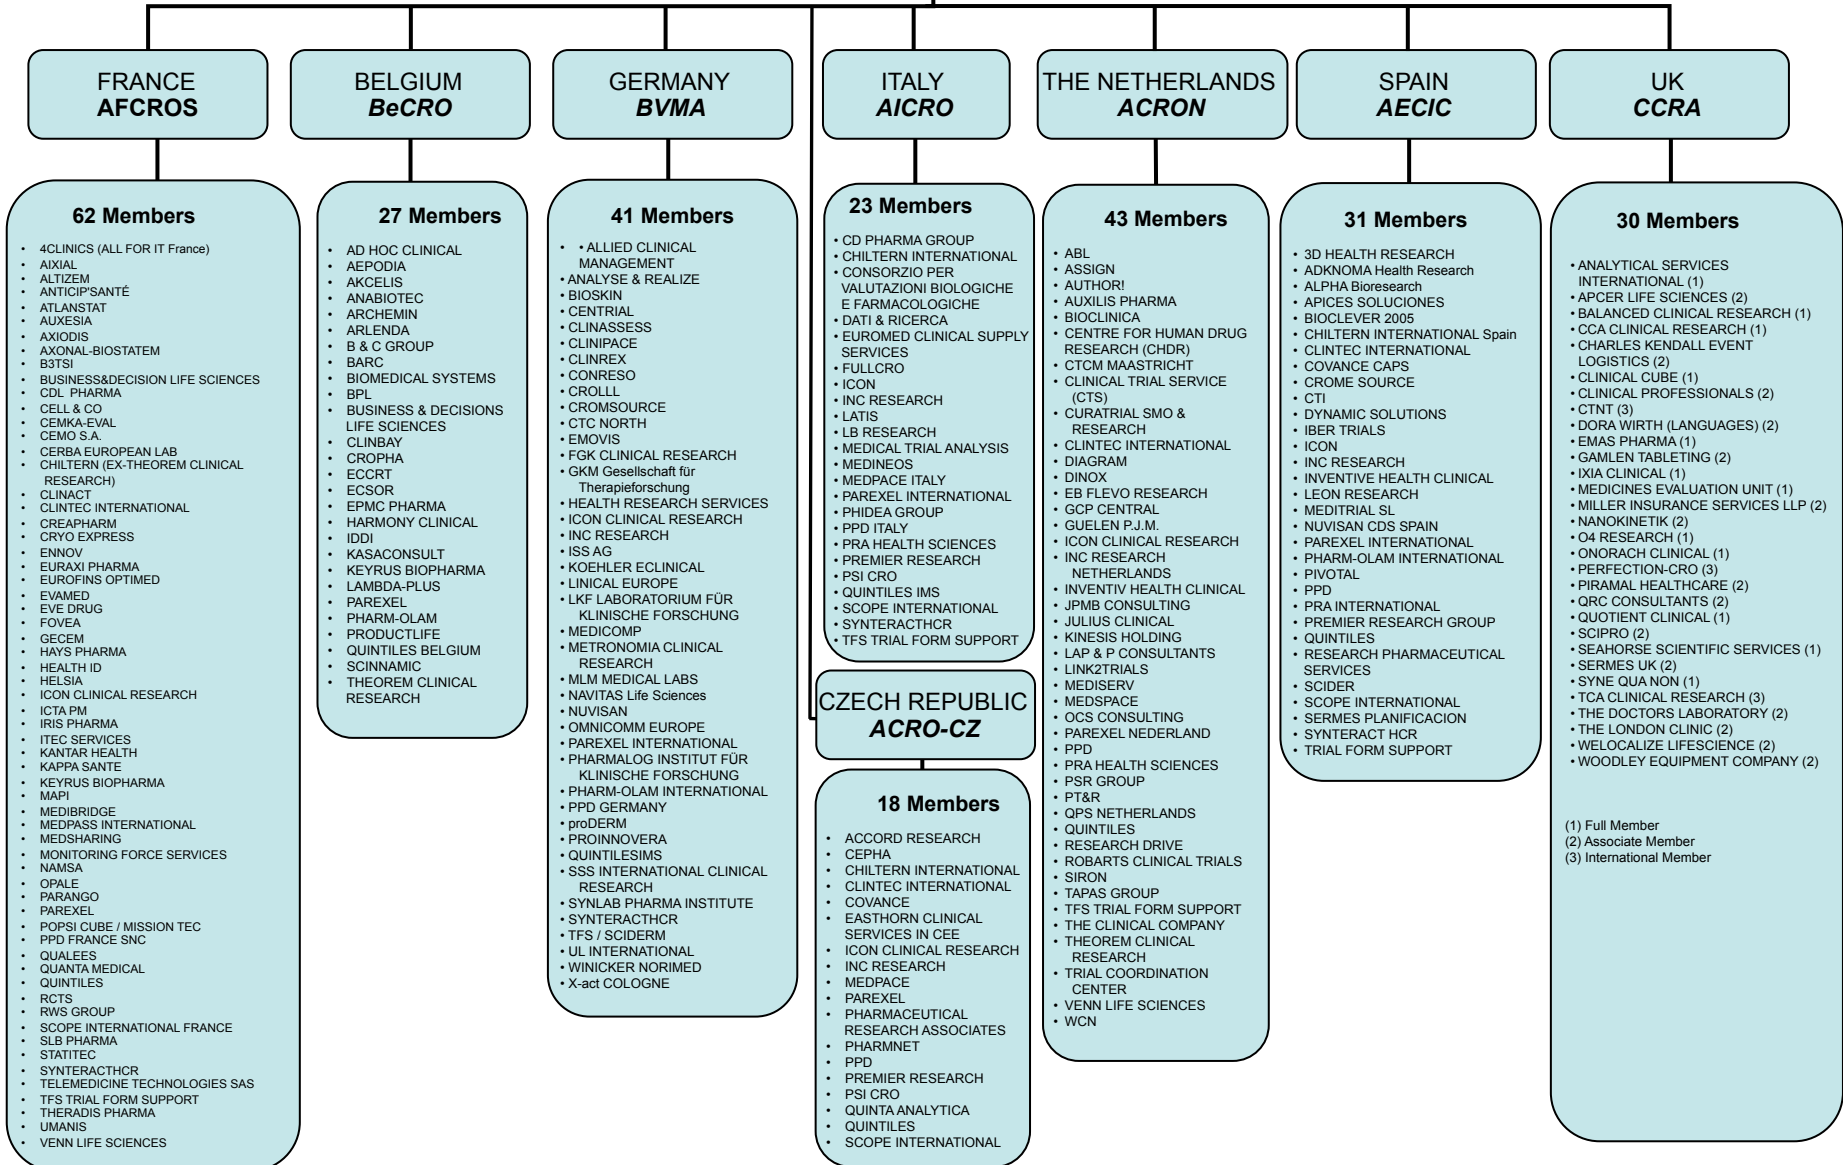 FRANCE
AFCROS
62 Members
• 4CLINICS (ALL FOR IT France)
• AIXIAL
• ALTIZEM
• ANTICIP'SANTÉ
• ATLANSTAT
• AUXESIA
• AXIODIS
• AXONAL-BIOSTATEM
• B3TSI
• BUSINESS&DECISION LIFE SCIENCES
• CDL PHARMA
• CELL & CO
• CEMKA-EVAL
• CEMO S.A.
• CERBA EUROPEAN LAB
• CHILTERN (EX-THEOREM CLINICAL
RESEARCH)
• CLINACT
• CLINTEC INTERNATIONAL
• CREAPHARM
• CRYO EXPRESS
• ENNOV
• EURAXI PHARMA
• EUROFINS OPTIMED
• EVAMED
• EVE DRUG
• FOVEA
• GECEM
• HAYS PHARMA
• HEALTH ID
• HELSIA
• ICON CLINICAL RESEARCH
• ICTA PM
• IRIS PHARMA
• ITEC SERVICES
• KANTAR HEALTH
• KAPPA SANTE
• KEYRUS BIOPHARMA
• MAPI
• MEDIBRIDGE
• MEDPASS INTERNATIONAL
• MEDSHARING
• MONITORING FORCE SERVICES
• NAMSA
• OPALE
• PARANGO
• PAREXEL
• POPSI CUBE / MISSION TEC
• PPD FRANCE SNC
• QUALEES
• QUANTA MEDICAL
• QUINTILES
• RCTS
• RWS GROUP
• SCOPE INTERNATIONAL FRANCE
• SLB PHARMA
• STATITEC
• SYNTERACTHCR
• TELEMEDICINE TECHNOLOGIES SAS
• TFS TRIAL FORM SUPPORT
• THERADIS PHARMA
• UMANIS
• VENN LIFE SCIENCES
BELGIUM
BeCRO
27 Members
• AD HOC CLINICAL
• AEPODIA
• AKCELIS
• ANABIOTEC
• ARCHEMIN
• ARLENDA
• B & C GROUP
• BARC
• BIOMEDICAL SYSTEMS
• BPL
• BUSINESS & DECISIONS
LIFE SCIENCES
• CLINBAY
• CROPHA
• ECCRT
• ECSOR
• EPMC PHARMA
• HARMONY CLINICAL
• IDDI
• KASACONSULT
• KEYRUS BIOPHARMA
• LAMBDA-PLUS
• PAREXEL
• PHARM-OLAM
• PRODUCTLIFE
• QUINTILES BELGIUM
• SCINNAMIC
• THEOREM CLINICAL
RESEARCH
GERMANY
BVMA
41 Members
• • ALLIED CLINICAL
MANAGEMENT
• ANALYSE & REALIZE
• BIOSKIN
• CENTRIAL
• CLINASSESS
• CLINIPACE
• CLINREX
• CONRESO
• CROLLL
• CROMSOURCE
• CTC NORTH
• EMOVIS
• FGK CLINICAL RESEARCH
• GKM Gesellschaft für
Therapieforschung
• HEALTH RESEARCH SERVICES
• ICON CLINICAL RESEARCH
• INC RESEARCH
• ISS AG
• KOEHLER ECLINICAL
• LINICAL EUROPE
• LKF LABORATORIUM FÜR
KLINISCHE FORSCHUNG
• MEDICOMP
• METRONOMIA CLINICAL
RESEARCH
• MLM MEDICAL LABS
• NAVITAS Life Sciences
• NUVISAN
• OMNICOMM EUROPE
• PAREXEL INTERNATIONAL
• PHARMALOG INSTITUT FÜR
KLINISCHE FORSCHUNG
• PHARM-OLAM INTERNATIONAL
• PPD GERMANY
• proDERM
• PROINNOVERA
• QUINTILESIMS
• SSS INTERNATIONAL CLINICAL
RESEARCH
• SYNLAB PHARMA INSTITUTE
• SYNTERACTHCR
• TFS / SCIDERM
• UL INTERNATIONAL
• WINICKER NORIMED
• X-act COLOGNE
ITALY
AICRO
23 Members
• CD PHARMA GROUP
• CHILTERN INTERNATIONAL
• CONSORZIO PER
VALUTAZIONI BIOLOGICHE
E FARMACOLOGICHE
• DATI & RICERCA
• EUROMED CLINICAL SUPPLY
SERVICES
• FULLCRO
• ICON
• INC RESEARCH
• LATIS
• LB RESEARCH
• MEDICAL TRIAL ANALYSIS
• MEDINEOS
• MEDPACE ITALY
• PAREXEL INTERNATIONAL
• PHIDEA GROUP
• PPD ITALY
• PRA HEALTH SCIENCES
• PREMIER RESEARCH
• PSI CRO
• QUINTILES IMS
• SCOPE INTERNATIONAL
• SYNTERACTHCR
• TFS TRIAL FORM SUPPORT
CZECH REPUBLIC
ACRO-CZ
18 Members
• ACCORD RESEARCH
• CEPHA
• CHILTERN INTERNATIONAL
• CLINTEC INTERNATIONAL
• COVANCE
• EASTHORN CLINICAL
SERVICES IN CEE
• ICON CLINICAL RESEARCH
• INC RESEARCH
• MEDPACE
• PAREXEL
• PHARMACEUTICAL
RESEARCH ASSOCIATES
• PHARMNET
• PPD
• PREMIER RESEARCH
• PSI CRO
• QUINTA ANALYTICA
• QUINTILES
• SCOPE INTERNATIONAL
THE NETHERLANDS
ACRON
43 Members
• ABL
• ASSIGN
• AUTHOR!
• AUXILIS PHARMA
• BIOCLINICA
• CENTRE FOR HUMAN DRUG
RESEARCH (CHDR)
• CTCM MAASTRICHT
• CLINICAL TRIAL SERVICE
(CTS)
• CURATRIAL SMO &
RESEARCH
• CLINTEC INTERNATIONAL
• DIAGRAM
• DINOX
• EB FLEVO RESEARCH
• GCP CENTRAL
• GUELEN P.J.M.
• ICON CLINICAL RESEARCH
• INC RESEARCH
NETHERLANDS
• INVENTIV HEALTH CLINICAL
• JPMB CONSULTING
• JULIUS CLINICAL
• KINESIS HOLDING
• LAP & P CONSULTANTS
• LINK2TRIALS
• MEDISERV
• MEDSPACE
• OCS CONSULTING
• PAREXEL NEDERLAND
• PPD
• PRA HEALTH SCIENCES
• PSR GROUP
• PT&R
• QPS NETHERLANDS
• QUINTILES
• RESEARCH DRIVE
• ROBARTS CLINICAL TRIALS
• SIRON
• TAPAS GROUP
• TFS TRIAL FORM SUPPORT
• THE CLINICAL COMPANY
• THEOREM CLINICAL
RESEARCH
• TRIAL COORDINATION
CENTER
• VENN LIFE SCIENCES
• WCN
SPAIN
AECIC
31 Members
• 3D HEALTH RESEARCH
• ADKNOMA Health Research
• ALPHA Bioresearch
• APICES SOLUCIONES
• BIOCLEVER 2005
• CHILTERN INTERNATIONAL Spain
• CLINTEC INTERNATIONAL
• COVANCE CAPS
• CROME SOURCE
• CTI
• DYNAMIC SOLUTIONS
• IBER TRIALS
• ICON
• INC RESEARCH
• INVENTIVE HEALTH CLINICAL
• LEON RESEARCH
• MEDITRIAL SL
• NUVISAN CDS SPAIN
• PAREXEL INTERNATIONAL
• PHARM-OLAM INTERNATIONAL
• PIVOTAL
• PPD
• PRA INTERNATIONAL
• PREMIER RESEARCH GROUP
• QUINTILES
• RESEARCH PHARMACEUTICAL
SERVICES
• SCIDER
• SCOPE INTERNATIONAL
• SERMES PLANIFICACION
• SYNTERACT HCR
• TRIAL FORM SUPPORT
UK
CCRA
30 Members
• ANALYTICAL SERVICES
INTERNATIONAL (1)
• APCER LIFE SCIENCES (2)
• BALANCED CLINICAL RESEARCH (1)
• CCA CLINICAL RESEARCH (1)
• CHARLES KENDALL EVENT
LOGISTICS (2)
• CLINICAL CUBE (1)
• CLINICAL PROFESSIONALS (2)
• CTNT (3)
• DORA WIRTH (LANGUAGES) (2)
• EMAS PHARMA (1)
• GAMLEN TABLETING (2)
• IXIA CLINICAL (1)
• MEDICINES EVALUATION UNIT (1)
• MILLER INSURANCE SERVICES LLP (2)
• NANOKINETIK (2)
• O4 RESEARCH (1)
• ONORACH CLINICAL (1)
• PERFECTION-CRO (3)
• PIRAMAL HEALTHCARE (2)
• QRC CONSULTANTS (2)
• QUOTIENT CLINICAL (1)
• SCIPRO (2)
• SEAHORSE SCIENTIFIC SERVICES (1)
• SERMES UK (2)
• SYNE QUA NON (1)
• TCA CLINICAL RESEARCH (3)
• THE DOCTORS LABORATORY (2)
• THE LONDON CLINIC (2)
• WELOCALIZE LIFESCIENCE (2)
• WOODLEY EQUIPMENT COMPANY (2)
(1) Full Member
(2) Associate Member
(3) International Member